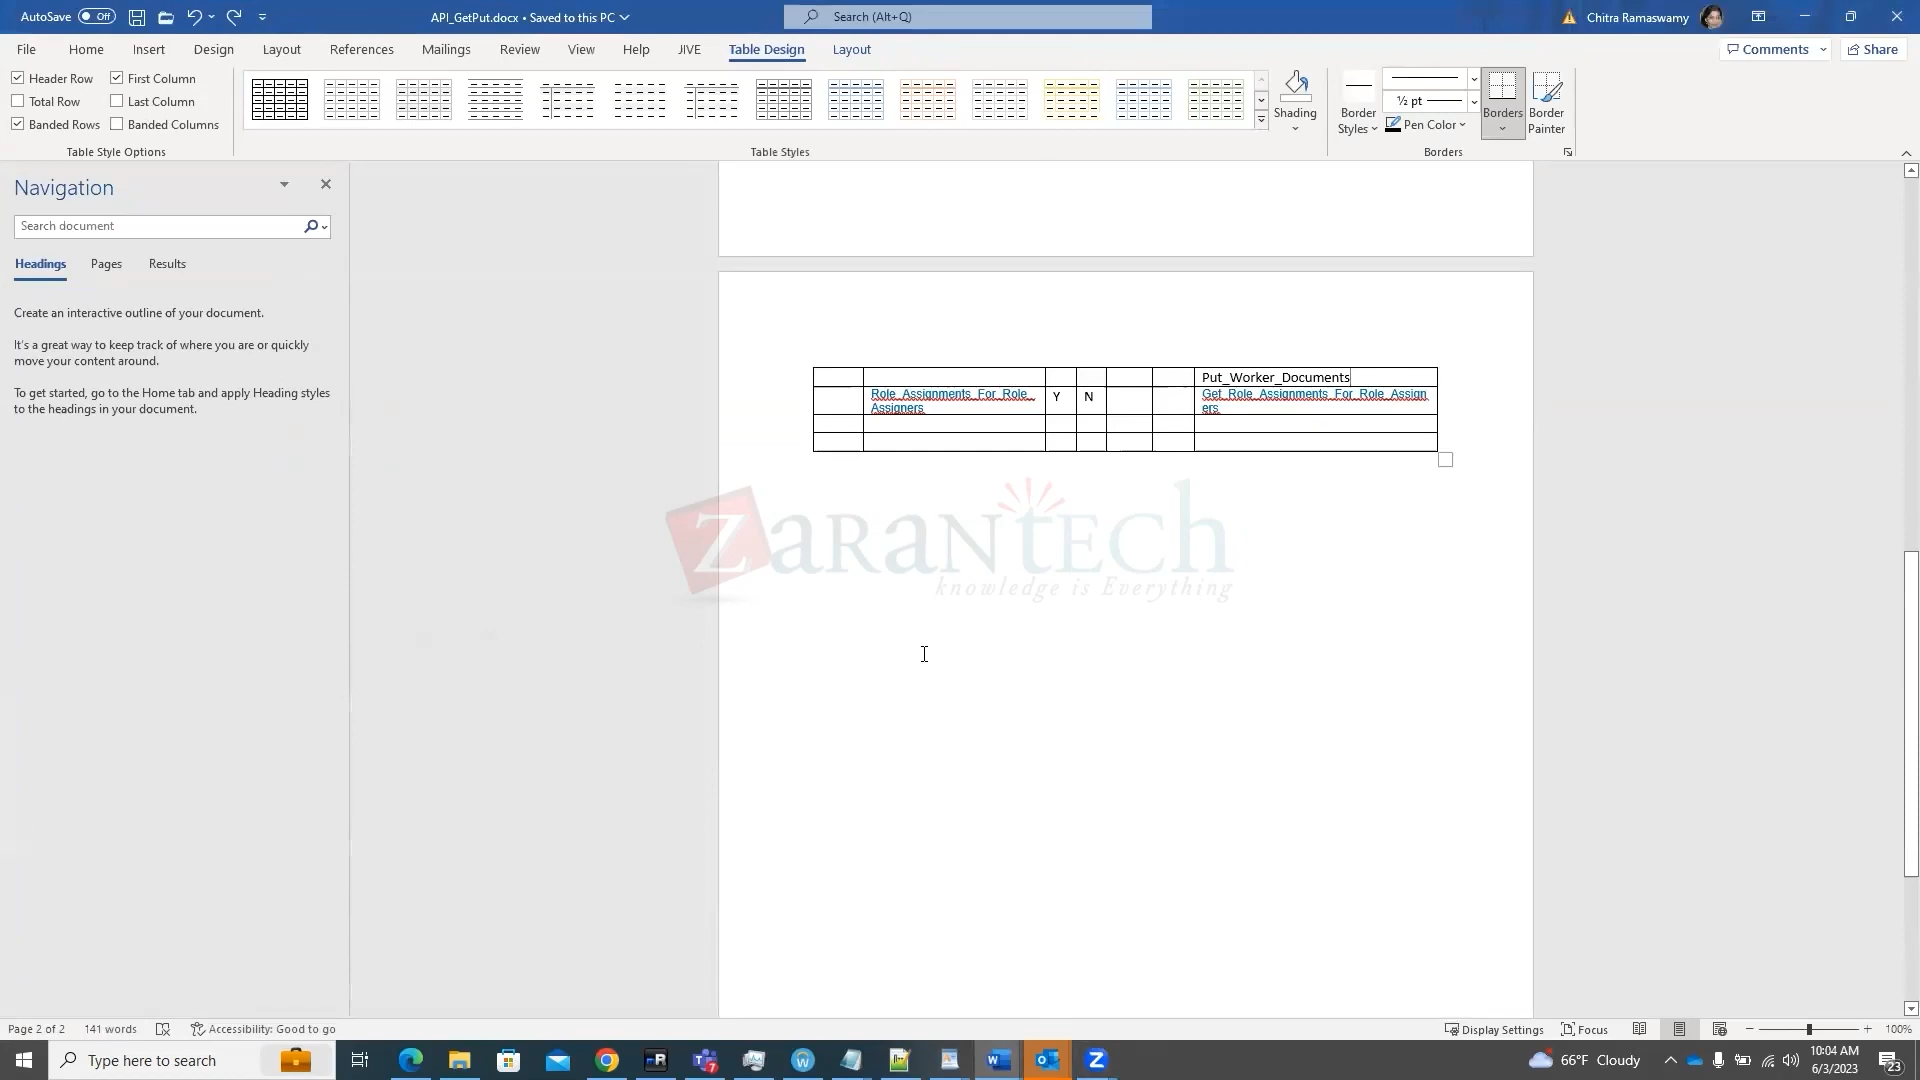 AutoSave Off API_GetPut.docx • Saved to this PC Search (Alt+Q) Chitra Ramaswamy
File Home Insert Design Layout References Mailings Review View Help JIVE Table Design Layout Comments Share
Header Row First Column
Total Row Last Column
Banded Rows Banded Columns
Table Style Options
Table Styles
Shading
Border Styles
½ pt
Pen Color
Borders
Border Painter
Borders
Navigation
Search document
Headings Pages Results
Create an interactive outline of your document.
It's a great way to keep track of where you are or quickly
move your content around.
To get started, go to the Home tab and apply Heading styles
to the headings in your document.
Put_Worker_Documents
Role_Assignments_For_Role_
Assigners
Y N
Get_Role_Assignments_For_Role_Assign
ers
ZaranTech
knowledge is Everything
Page 2 of 2 141 words Accessibility: Good to go Display Settings Focus 100%
Type here to search 66°F Cloudy 10:04 AM
6/3/2023 23